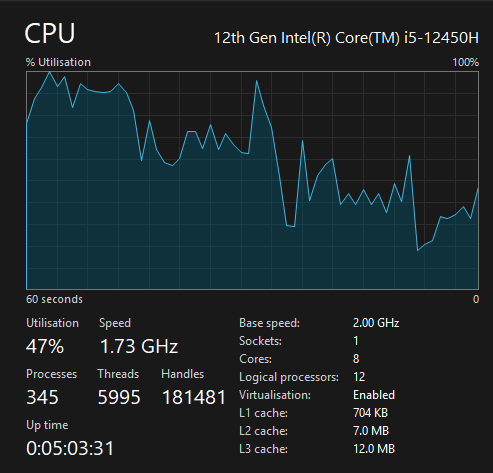 CPU
12th Gen Intel(R) Core(TM) i5-12450H
% Utilisation 100%
60 seconds 0
Utilisation Speed
47% 1.73 GHz
Processes Threads Handles
345 5995 181481
Up time
0:05:03:31
Base speed: 2.00 GHz
Sockets: 1
Cores: 8
Logical processors: 12
Virtualisation: Enabled
L1 cache: 704 KB
L2 cache: 7.0 MB
L3 cache: 12.0 MB